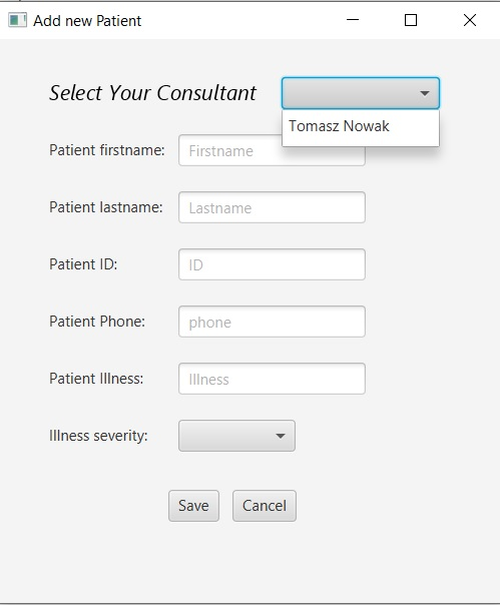 Add new Patient
Select Your Consultant
Tomasz Nowak
Patient firstname: Firstname
Patient lastname: Lastname
Patient ID: ID
Patient Phone: phone
Patient Illness: Illness
Illness severity:
Save Cancel